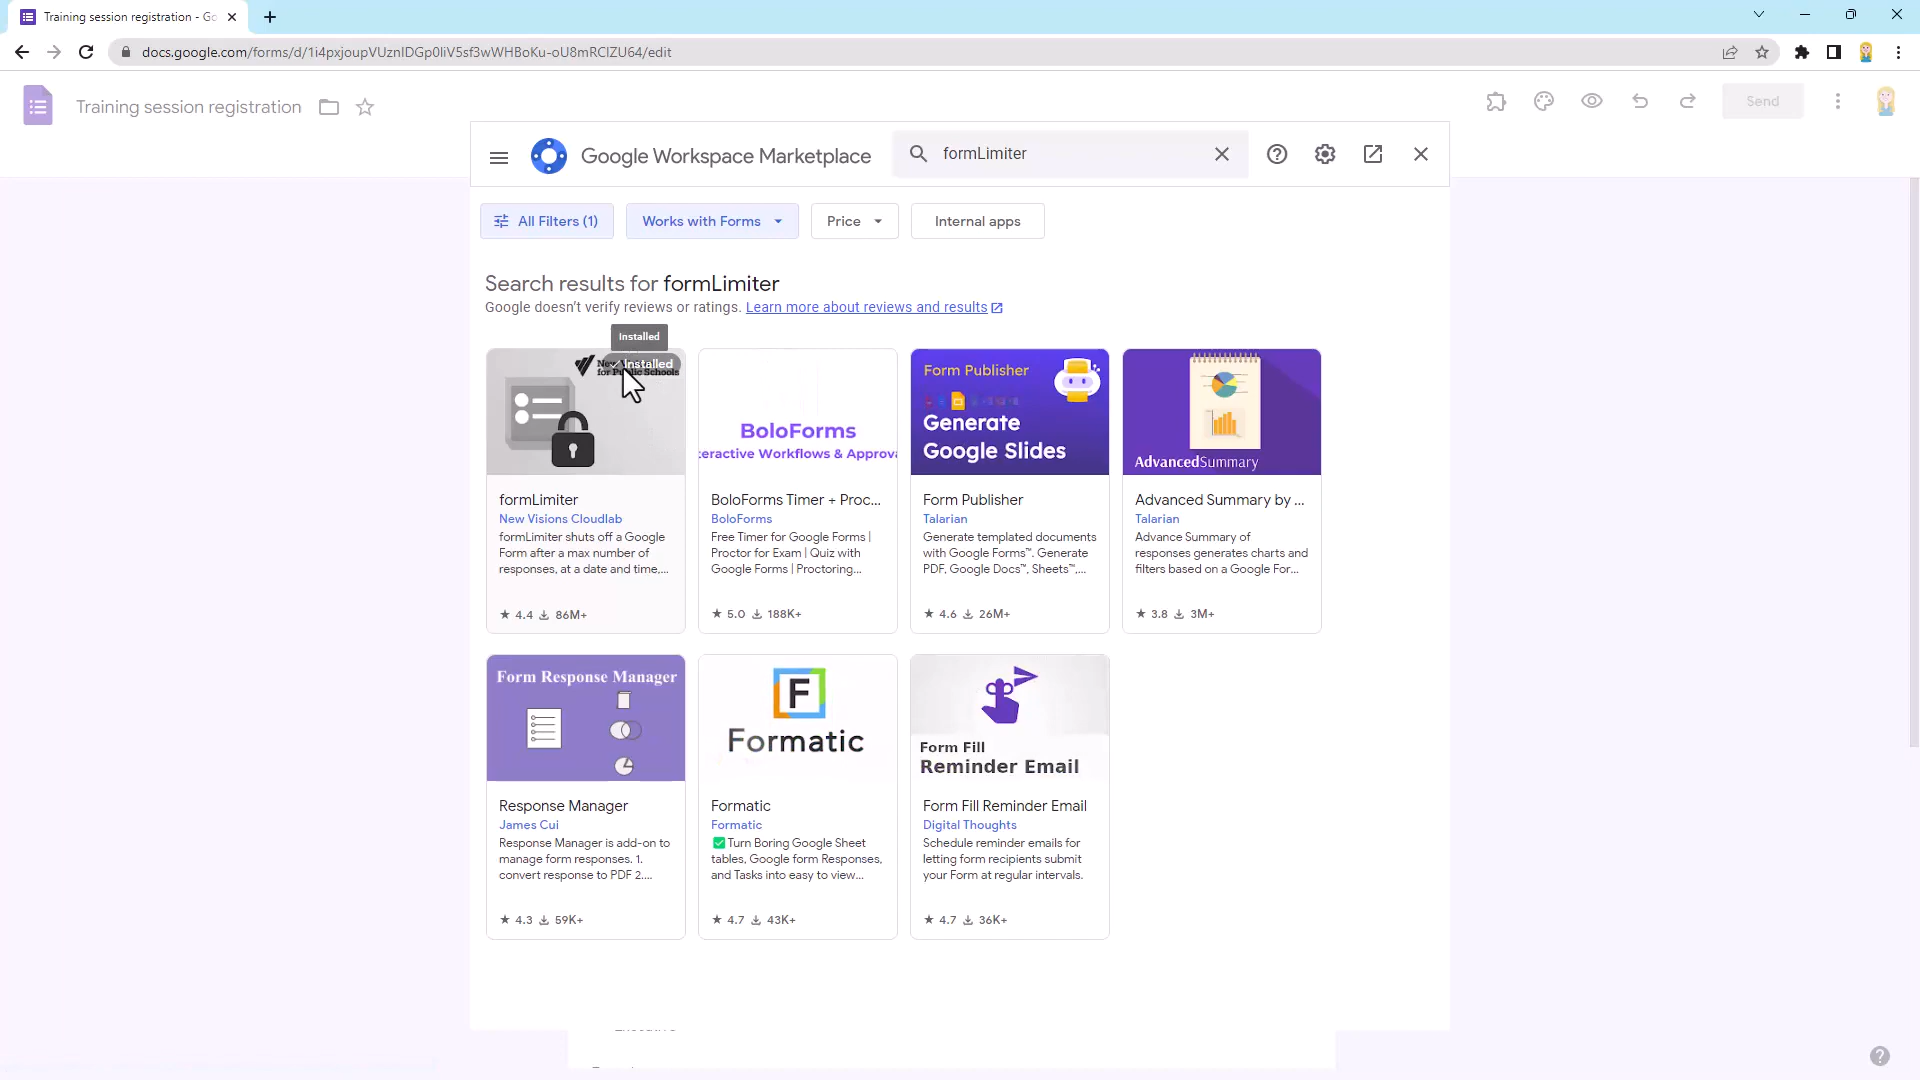 Training session registration - Go
docs.google.com/forms/d/1i4pxjoupVUznIDGp0liV5sf3wWHBoKu-oU8mRClZU64/edit
Training session registration
Send
Google Workspace Marketplace
formLimiter
All Filters (1)
Works with Forms
Price
Internal apps
Search results for formLimiter
Google doesn't verify reviews or ratings. Learn more about reviews and results
Installed
Installed
for Public Schools
formLimiter
New Visions Cloudlab
formLimiter shuts off a Google
Form after a max number of
responses, at a date and time,...
4.4 86M+
BoloForms
teractive Workflows & Approva
BoloForms Timer + Proc...
BoloForms
Free Timer for Google Forms |
Proctor for Exam | Quiz with
Google Forms | Proctoring...
5.0 188K+
Form Publisher
Generate
Google Slides
Form Publisher
Talarian
Generate templated documents
with Google Forms™. Generate
PDF, Google Docs™, Sheets™,...
4.6 26M+
AdvancedSummary
Advanced Summary by ...
Talarian
Advance Summary of
responses generates charts and
filters based on a Google For...
3.8 3M+
Form Response Manager
Response Manager
James Cui
Response Manager is add-on to
manage form responses. 1.
convert response to PDF 2....
4.3 59K+
F
Formatic
Formatic
Formatic
✅Turn Boring Google Sheet
tables, Google form Responses,
and Tasks into easy to view...
4.7 43K+
Form Fill
Reminder Email
Form Fill Reminder Email
Digital Thoughts
Schedule reminder emails for
letting form recipients submit
your Form at regular intervals.
4.7 36K+